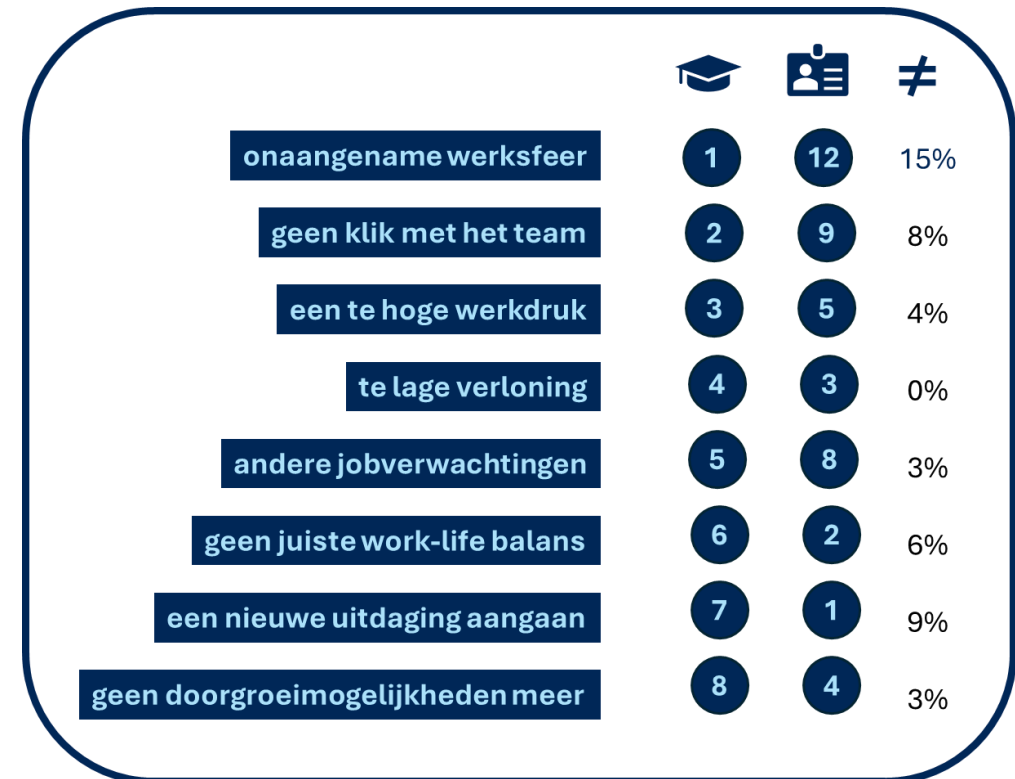 ≠
onaangename werksfeer 1 12 15%
geen klik met het team 2 9 8%
een te hoge werkdruk 3 5 4%
te lage verloning 4 3 0%
andere jobverwachtingen 5 8 3%
geen juiste work-life balans 6 2 6%
een nieuwe uitdaging aangaan 7 1 9%
geen doorgroeimogelijkheden meer 8 4 3%